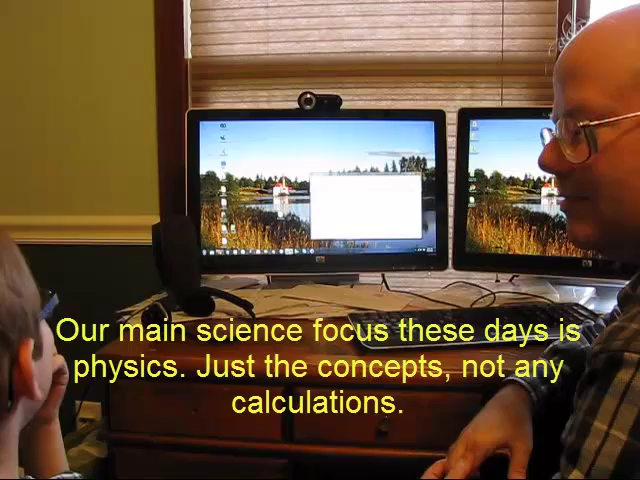 Our main science focus these days is
physics. Just the concepts, not any
calculations.